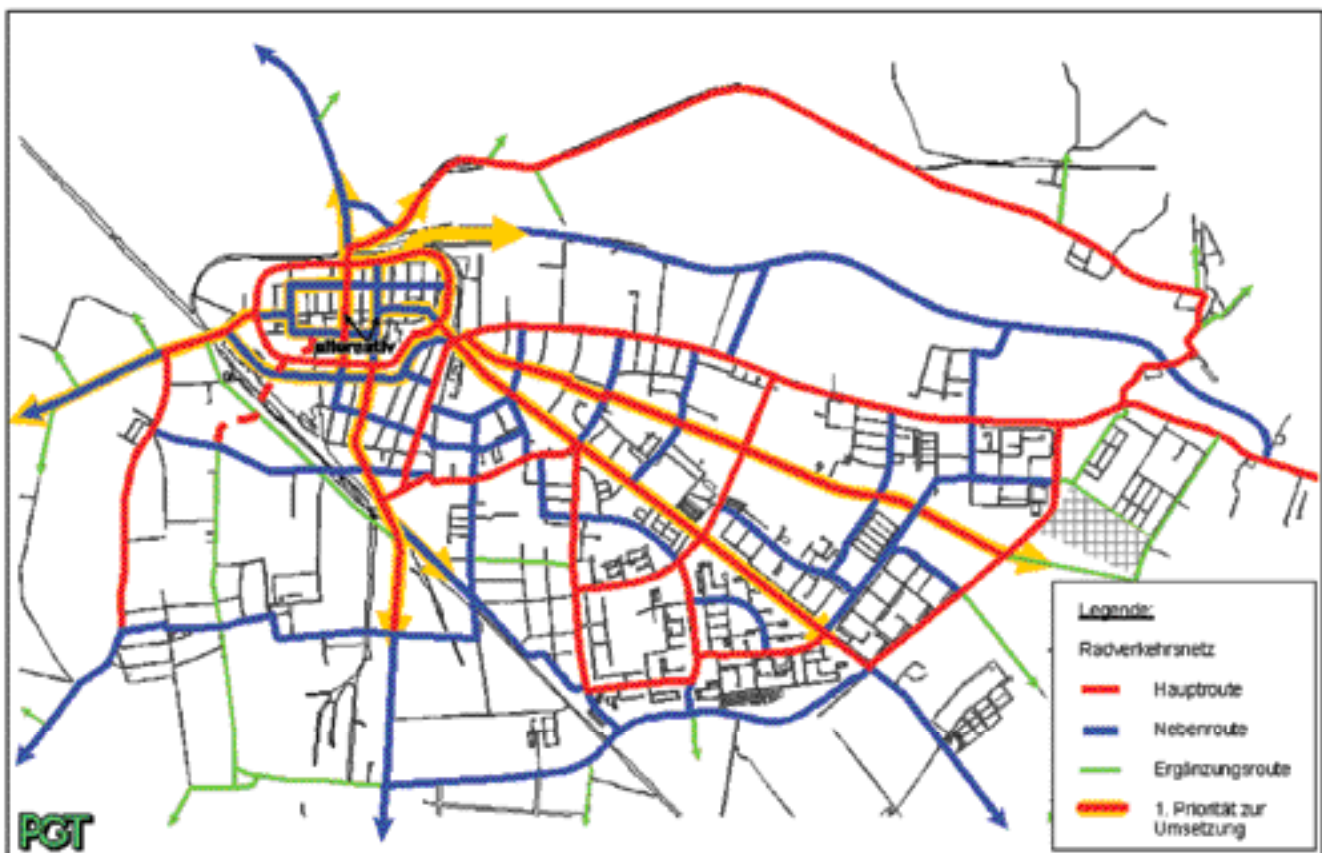 alternativ
Legende:
Radverkehrsnetz
Hauptroute
Nebenroute
Ergänzungsroute
1. Priorität zur
Umsetzung
PGT